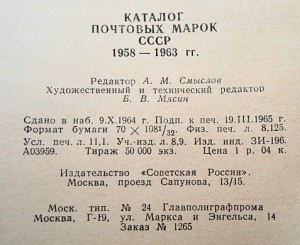 КАТАЛОГ
ПОЧТОВЫХ МАРОК
СССР
1958 — 1963 гг.
Редактор А. М. Смыслов
Художественный и технический редактор
Б. В. Мясин
Сдано в наб. 9.X.1964 г. Подп. к печ. 19.III.1965 г.
Формат бумаги 70 × 108 1/32. Физ. печ. л. 8,125.
Усл. печ. л. 11,1. Уч.-изд. л. 8,9. Изд. инд. ЗИ-196.
А03959. Тираж 50 000 экз. Цена 1 р. 04 к.
Издательство «Советская Россия».
Москва, проезд Сапунова, 13/15.
Моск. тип. № 24 Главполиграфпрома
Москва, Г-19, ул. Маркса и Энгельса, 14
Заказ № 1265